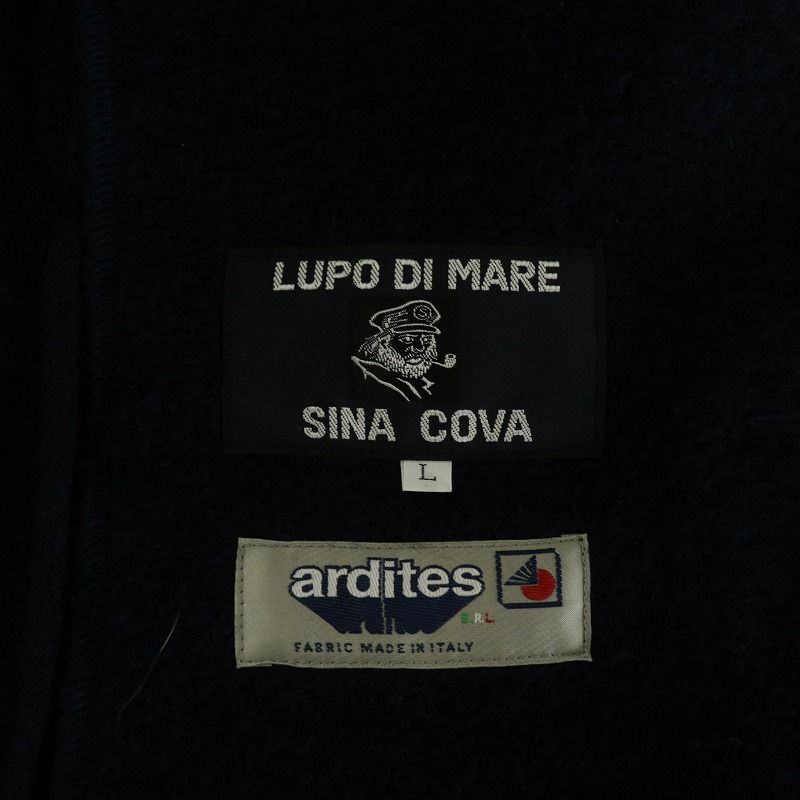 LUPO DI MARE
S
SINA COVA
L
ardites
S.R.L.
FABRIC MADE IN ITALY